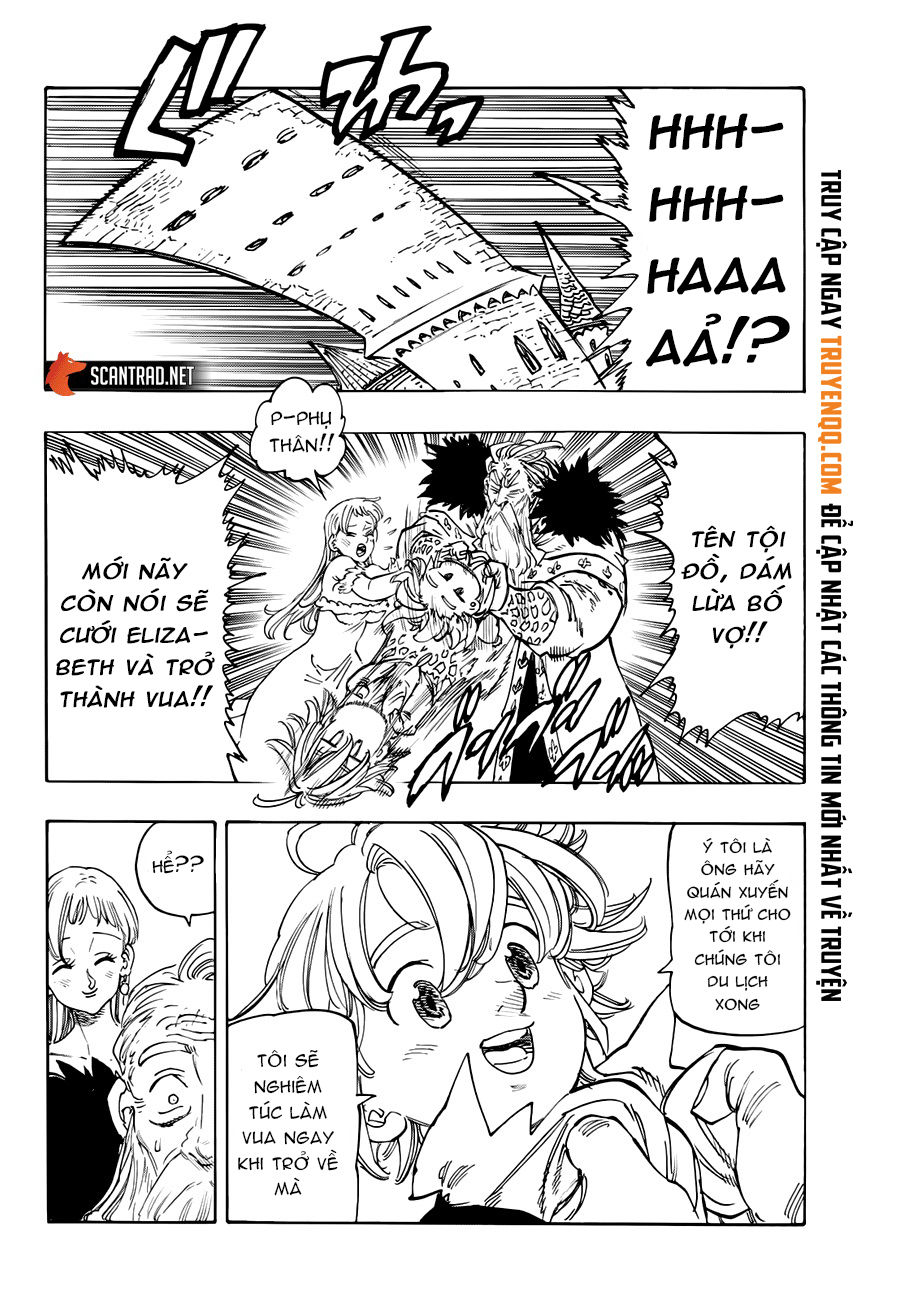 HHH-
HHH-
HAAA
AẢ!?
SCANTRAD.NET
P-PHỤ
THÂN!!
TÊN TỘI
ĐỒ, DÁM
LỪA BỐ
VỢ!!
MỚI NÃY
CÒN NÓI SẼ
CƯỚI ELIZA-
BETH VÀ TRỞ
THÀNH VUA!!
Ý TÔI LÀ
ÔNG HÃY
QUÁN XUYẾN
MỌI THỨ CHO
TỚI KHI
CHÚNG TÔI
DU LỊCH
XONG
TÔI SẼ
NGHIÊM
TÚC LÀM
VUA NGAY
KHI TRỞ VỀ
MÀ
HỂ??
TRUY CẬP NGAY TRUYENQQ.COM ĐỂ CẬP NHẬT CÁC THÔNG TIN MỚI NHẤT VỀ TRUYỆN